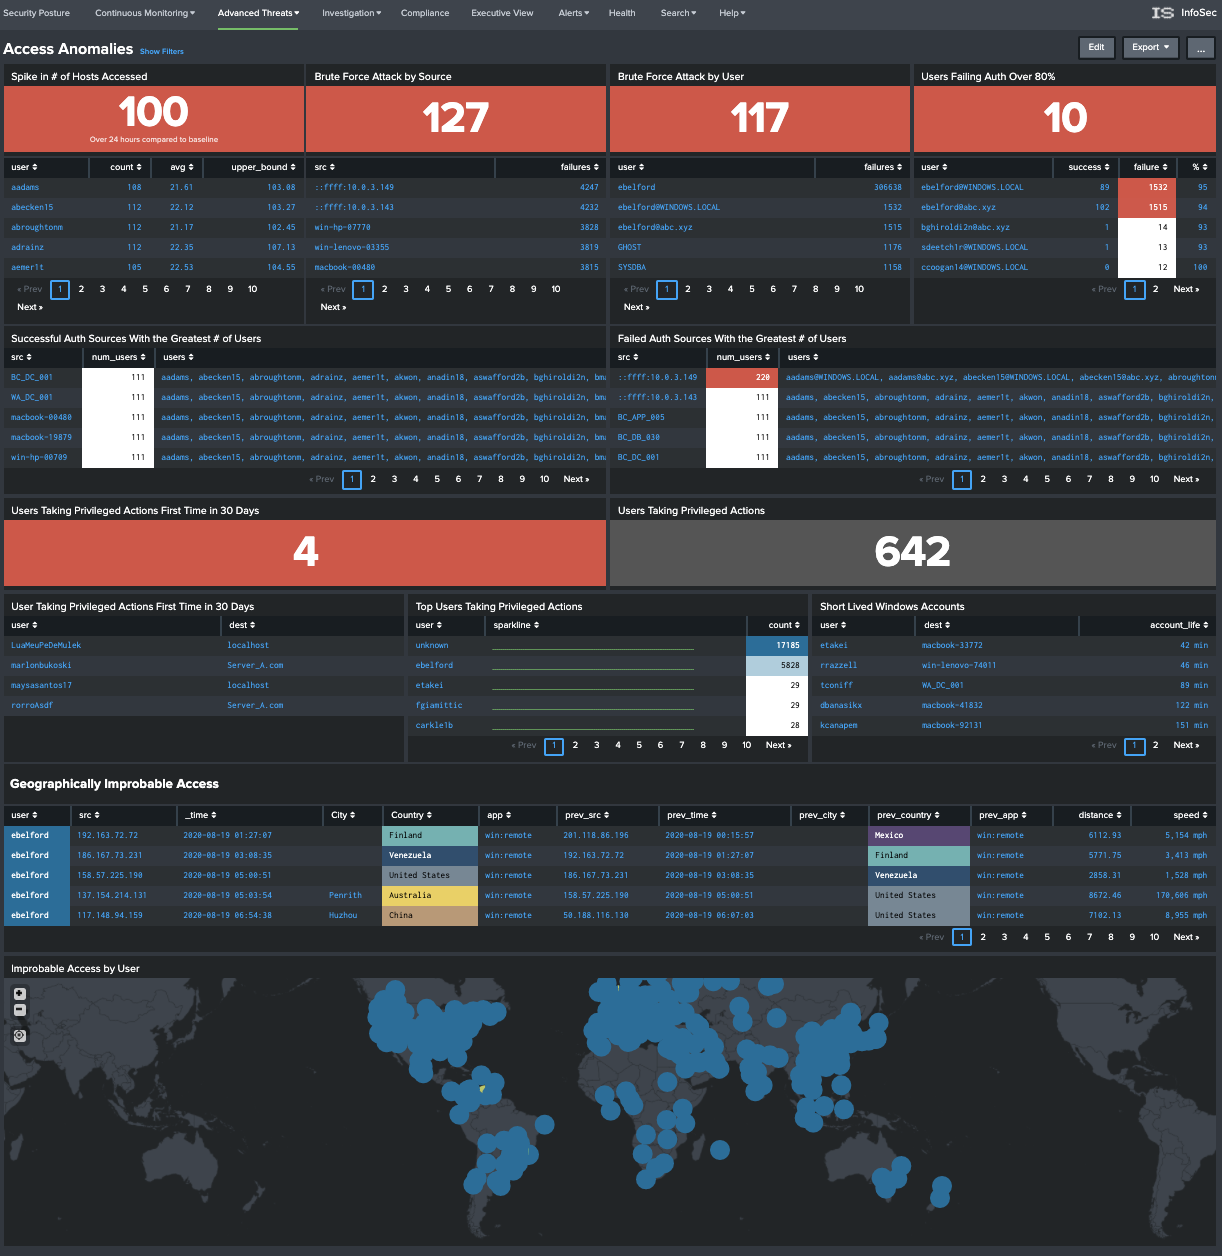 Security Posture Continuous Monitoring Advanced Threats Investigation Compliance Executive View Alerts Health Search Help IS InfoSec
Access Anomalies Show Filters Edit Export ...
Spike in # of Hosts Accessed
100
Over 24 hours compared to baseline
user count avg upper_bound
aadams 108 21.61 103.08
abecken15 112 22.12 103.27
abroughtonm 112 21.17 102.45
adrainz 112 22.35 107.13
aemer1t 105 22.53 104.55
« Prev 1 2 3 4 5 6 7 8 9 10
Next »
Brute Force Attack by Source
127
src failures
::ffff:10.0.3.149 4247
::ffff:10.0.3.143 4232
win-hp-07770 3828
win-lenovo-03355 3819
macbook-00480 3815
« Prev 1 2 3 4 5 6 7 8 9 10
Next »
Brute Force Attack by User
117
user failures
ebelford 306638
ebelford@WINDOWS.LOCAL 1532
ebelford@abc.xyz 1515
GHOST 1176
SYSDBA 1158
« Prev 1 2 3 4 5 6 7 8 9 10
Next »
Users Failing Auth Over 80%
10
user success failure %
ebelford@WINDOWS.LOCAL 89 1532 95
ebelford@abc.xyz 102 1515 94
bghiroldi2n@abc.xyz 1 14 93
sdeetch1r@WINDOWS.LOCAL 1 13 93
ccoogan14@WINDOWS.LOCAL 0 12 100
« Prev 1 2 Next »
Successful Auth Sources With the Greatest # of Users
src num_users users
BC_DC_001 111 aadams, abecken15, abroughtonm, adrainz, aemer1t, akwon, anadin18, aswafford2b, bghiroldi2n, bma
WA_DC_001 111 aadams, abecken15, abroughtonm, adrainz, aemer1t, akwon, anadin18, aswafford2b, bghiroldi2n, bma
macbook-00480 111 aadams, abecken15, abroughtonm, adrainz, aemer1t, akwon, anadin18, aswafford2b, bghiroldi2n, bma
macbook-19879 111 aadams, abecken15, abroughtonm, adrainz, aemer1t, akwon, anadin18, aswafford2b, bghiroldi2n, bma
win-hp-00709 111 aadams, abecken15, abroughtonm, adrainz, aemer1t, akwon, anadin18, aswafford2b, bghiroldi2n, bma
« Prev 1 2 3 4 5 6 7 8 9 10 Next »
Failed Auth Sources With the Greatest # of Users
src num_users users
::ffff:10.0.3.149 220 aadams@WINDOWS.LOCAL, aadams@abc.xyz, abecken15@WINDOWS.LOCAL, abecken15@abc.xyz, abroughton
::ffff:10.0.3.143 111 aadams, abecken15, abroughtonm, adrainz, aemer1t, akwon, anadin18, aswafford2b, bghiroldi2n,
BC_APP_005 111 aadams, abecken15, abroughtonm, adrainz, aemer1t, akwon, anadin18, aswafford2b, bghiroldi2n,
BC_DB_030 111 aadams, abecken15, abroughtonm, adrainz, aemer1t, akwon, anadin18, aswafford2b, bghiroldi2n,
BC_DC_001 111 aadams, abecken15, abroughtonm, adrainz, aemer1t, akwon, anadin18, aswafford2b, bghiroldi2n,
« Prev 1 2 3 4 5 6 7 8 9 10 Next »
Users Taking Privileged Actions First Time in 30 Days
4
Users Taking Privileged Actions
642
User Taking Privileged Actions First Time in 30 Days
user dest
LuaMeuPeDeMulek localhost
marlonbukoski Server_A.com
maysasantos17 localhost
rorroAsdf Server_A.com
Top Users Taking Privileged Actions
user sparkline count
unknown 17185
ebelford 5828
etakei 29
fgiamittic 29
carkle1b 28
« Prev 1 2 3 4 5 6 7 8 9 10 Next »
Short Lived Windows Accounts
user dest account_life
etakei macbook-33772 42 min
rrazzell win-lenovo-74011 46 min
tconiff WA_DC_001 89 min
dbanasikx macbook-41832 122 min
kcanapem macbook-92131 151 min
« Prev 1 2 Next »
Geographically Improbable Access
user src _time City Country app prev_src prev_time prev_city prev_country prev_app distance speed
ebelford 192.163.72.72 2020-08-19 01:27:07 Finland win:remote 201.118.86.196 2020-08-19 00:15:57 Mexico win:remote 6112.93 5,154 mph
ebelford 186.167.73.231 2020-08-19 03:08:35 Venezuela win:remote 192.163.72.72 2020-08-19 01:27:07 Finland win:remote 5771.75 3,413 mph
ebelford 158.57.225.190 2020-08-19 05:00:51 United States win:remote 186.167.73.231 2020-08-19 03:08:35 Venezuela win:remote 2858.31 1,528 mph
ebelford 137.154.214.131 2020-08-19 05:03:54 Penrith Australia win:remote 158.57.225.190 2020-08-19 05:00:51 United States win:remote 8672.46 170,606 mph
ebelford 117.148.94.159 2020-08-19 06:54:38 Huzhou China win:remote 50.188.116.130 2020-08-19 06:07:03 United States win:remote 7102.13 8,955 mph
« Prev 1 2 3 4 5 6 7 8 9 10 Next »
Improbable Access by User